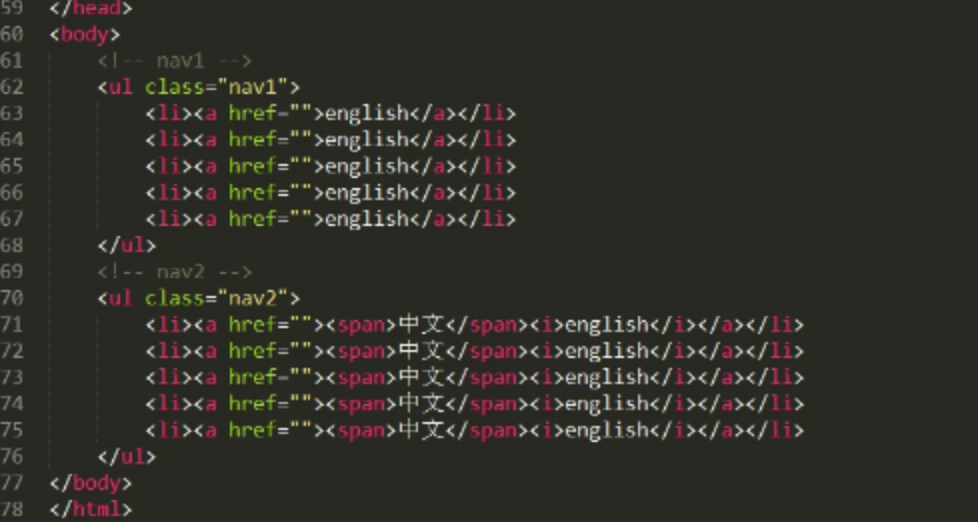 59 </head>
60 <body>
61 <!-- nav1 -->
62 <ul class="nav1">
63 <li><a href="">english</a></li>
64 <li><a href="">english</a></li>
65 <li><a href="">english</a></li>
66 <li><a href="">english</a></li>
67 <li><a href="">english</a></li>
68 </ul>
69 <!-- nav2 -->
70 <ul class="nav2">
71 <li><a href=""><span>中文</span><i>english</i></a></li>
72 <li><a href=""><span>中文</span><i>english</i></a></li>
73 <li><a href=""><span>中文</span><i>english</i></a></li>
74 <li><a href=""><span>中文</span><i>english</i></a></li>
75 <li><a href=""><span>中文</span><i>english</i></a></li>
76 </ul>
77 </body>
78 </html>